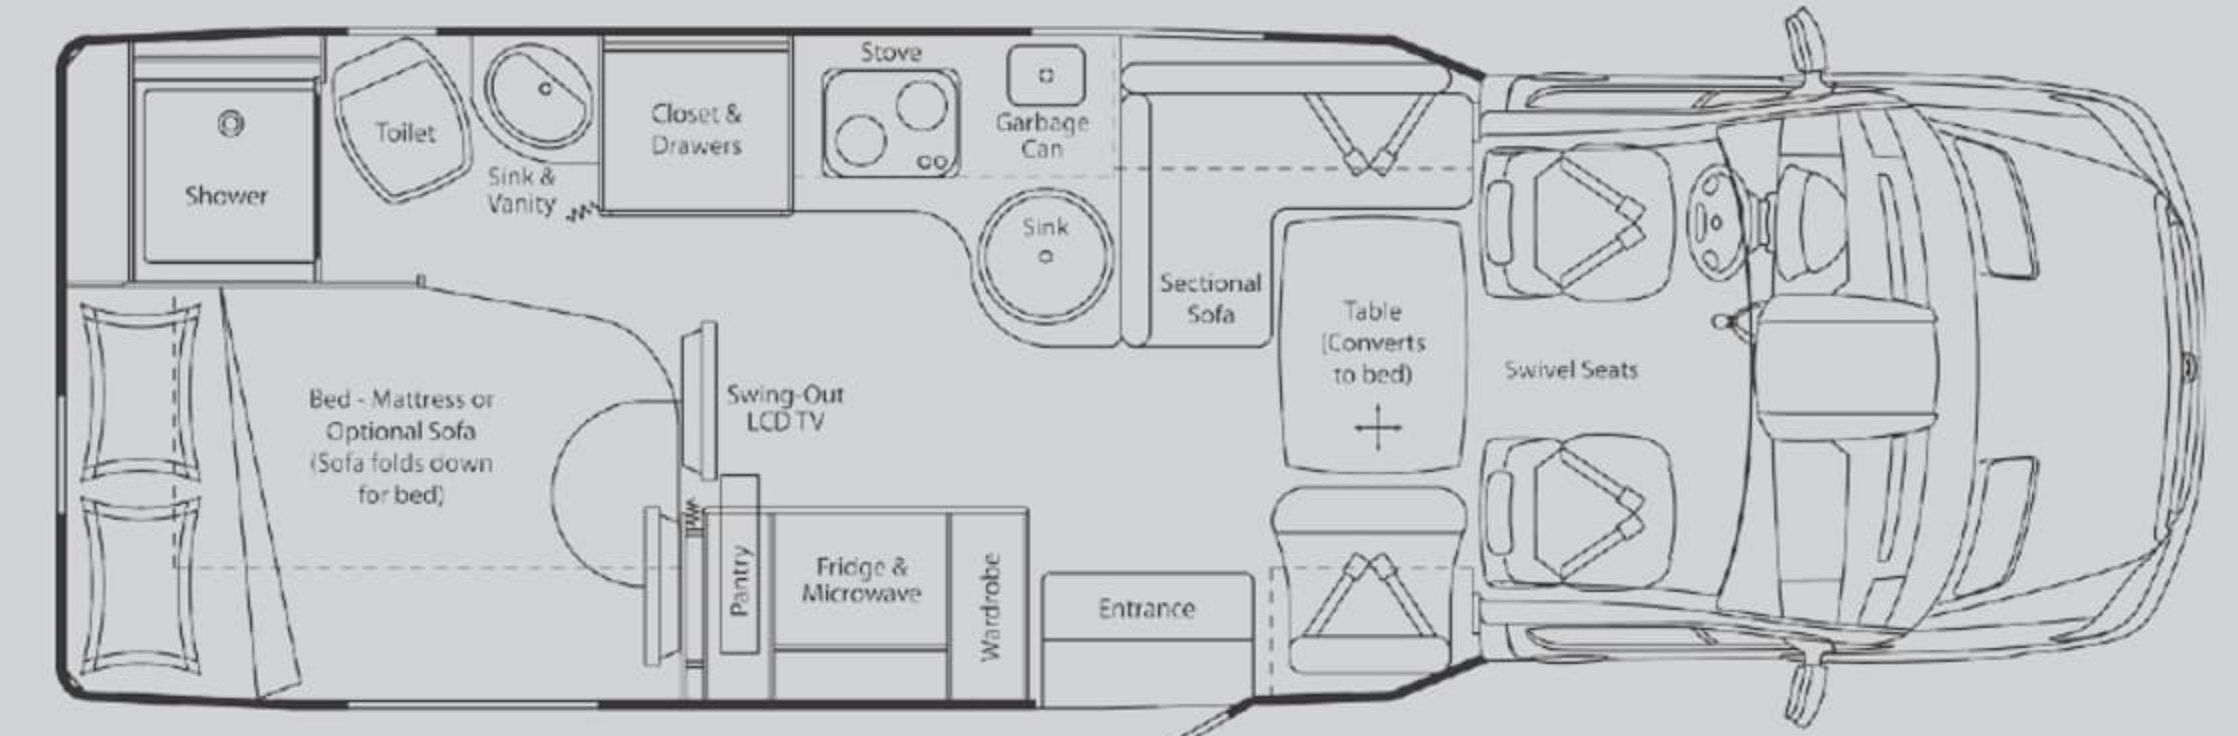 Shower
Toilet
Sink &
Vanity
Closet &
Drawers
Stove
Garbage
Can
Sink
Sectional
Sofa
Table
(Converts
to bed)
Swivel Seats
Bed - Mattress or
Optional Sofa
(Sofa folds down
for bed)
Swing-Out
LCD TV
Pantry
Fridge &
Microwave
Wardrobe
Entrance